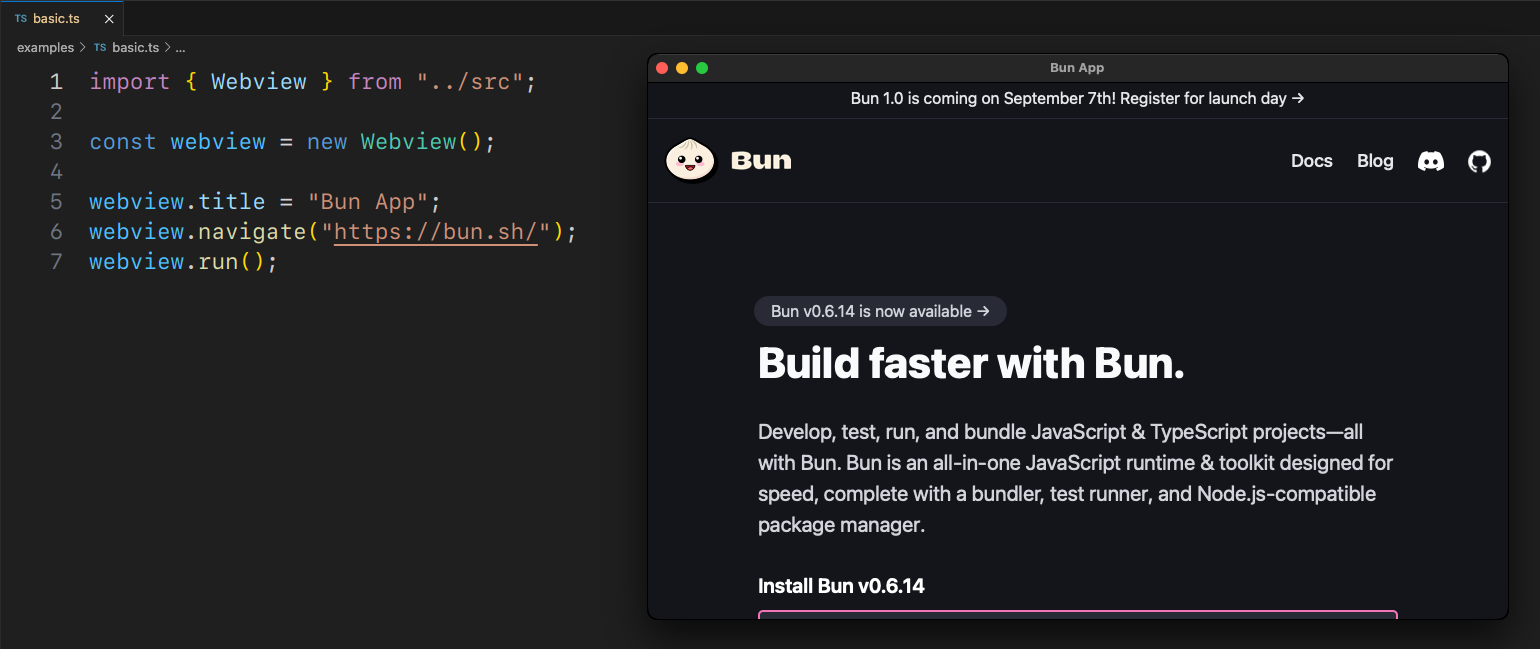 TS basic.ts
examples > TS basic.ts > ...
1 import { Webview } from "../src";
2
3 const webview = new Webview();
4
5 webview.title = "Bun App";
6 webview.navigate("https://bun.sh/");
7 webview.run();
Bun App
Bun 1.0 is coming on September 7th! Register for launch day →
Bun
Docs Blog
Bun v0.6.14 is now available →
Build faster with Bun.
Develop, test, run, and bundle JavaScript & TypeScript projects—all
with Bun. Bun is an all-in-one JavaScript runtime & toolkit designed for
speed, complete with a bundler, test runner, and Node.js-compatible
package manager.
Install Bun v0.6.14